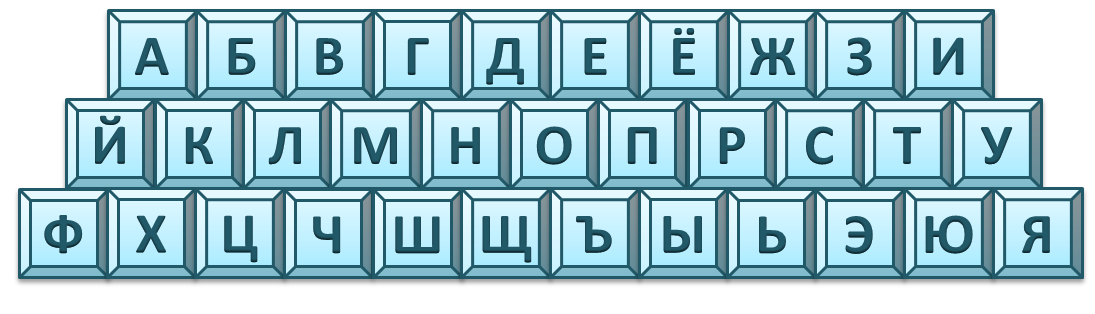 А Б В Г Д Е Ё Ж З И
Й К Л М Н О П Р С Т У
Ф Х Ц Ч Ш Щ Ъ Ы Ь Э Ю Я